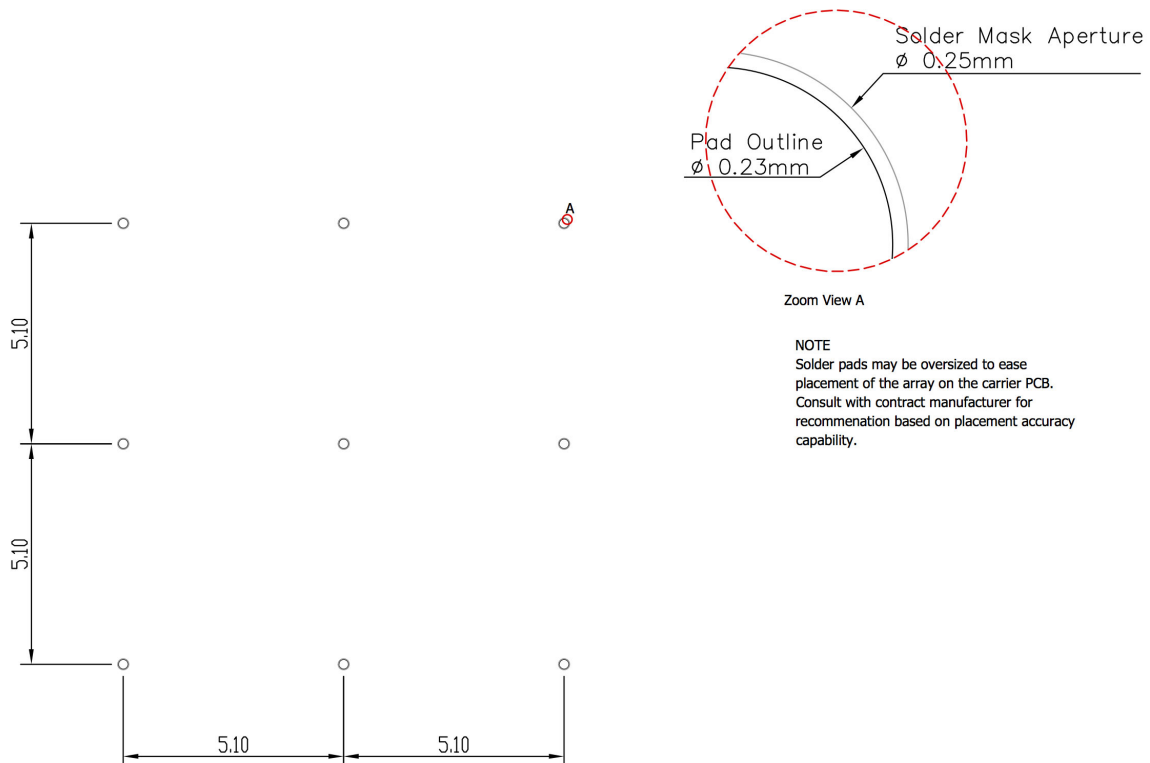 Solder Mask Aperture
ø 0.25mm
Pad Outline
ø 0.23mm
A
5.10
5.10
5.10
5.10
Zoom View A
NOTE
Solder pads may be oversized to ease
placement of the array on the carrier PCB.
Consult with contract manufacturer for
recommenation based on placement accuracy
capability.